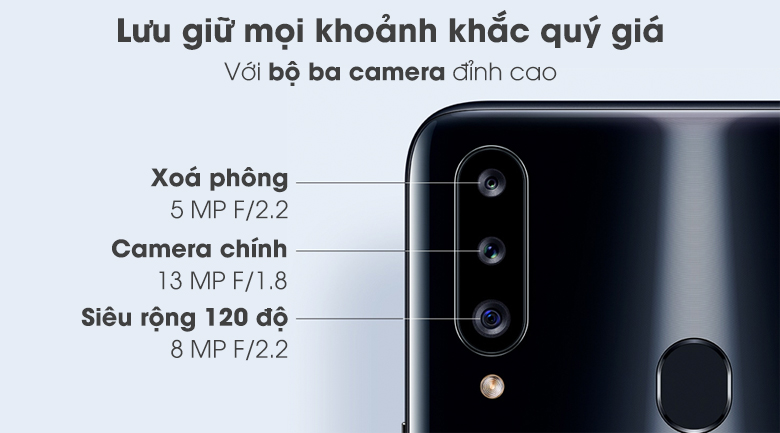 Lưu giữ mọi khoảnh khắc quý giá
Với bộ ba camera đỉnh cao
Xoá phông
5 MP F/2.2
Camera chính
13 MP F/1.8
Siêu rộng 120 độ
8 MP F/2.2